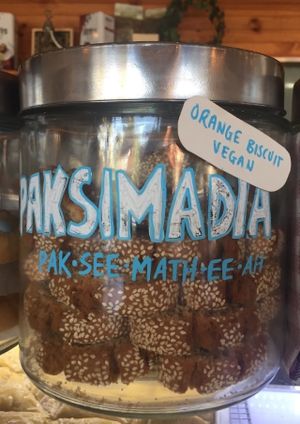 ORANGE BISCUIT
VEGAN
PAKSIMADIA
PAK·SEE·MATH·EE·AH